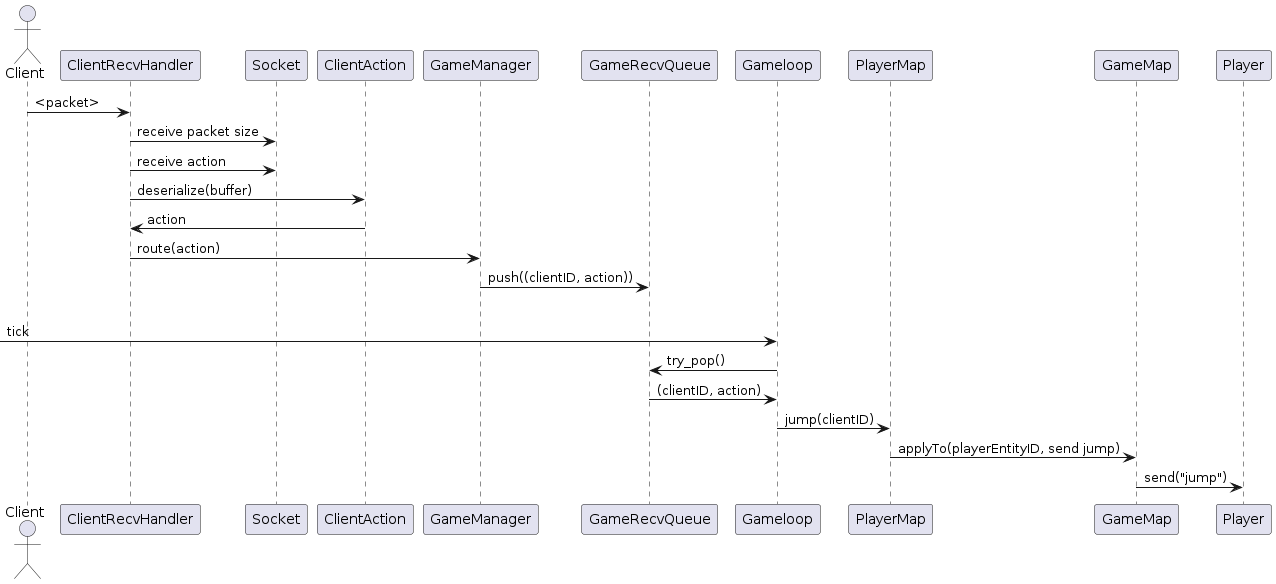 Client
ClientRecvHandler
Socket
ClientAction
GameManager
GameRecvQueue
Gameloop
PlayerMap
GameMap
Player
<packet>
receive packet size
receive action
deserialize(buffer)
action
route(action)
push((clientID, action))
tick
try_pop()
(clientID, action)
jump(clientID)
applyTo(playerEntityID, send jump)
send("jump")
Client
ClientRecvHandler
Socket
ClientAction
GameManager
GameRecvQueue
Gameloop
PlayerMap
GameMap
Player